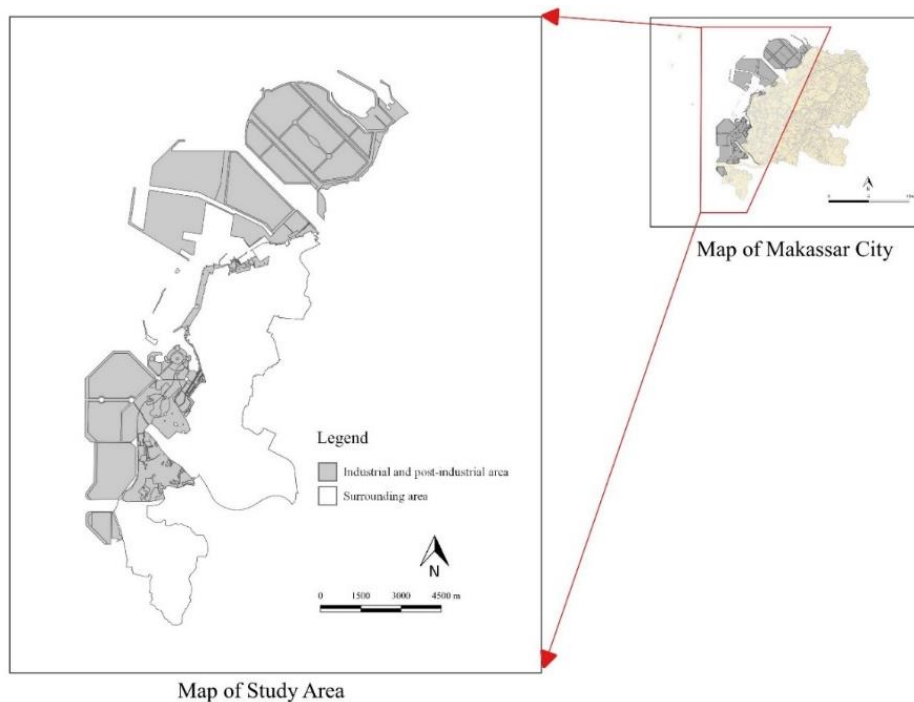 Map of Makassar City
Legend
Industrial and post-industrial area
Surrounding area
N
0 1500 3000 4500 m
Map of Study Area